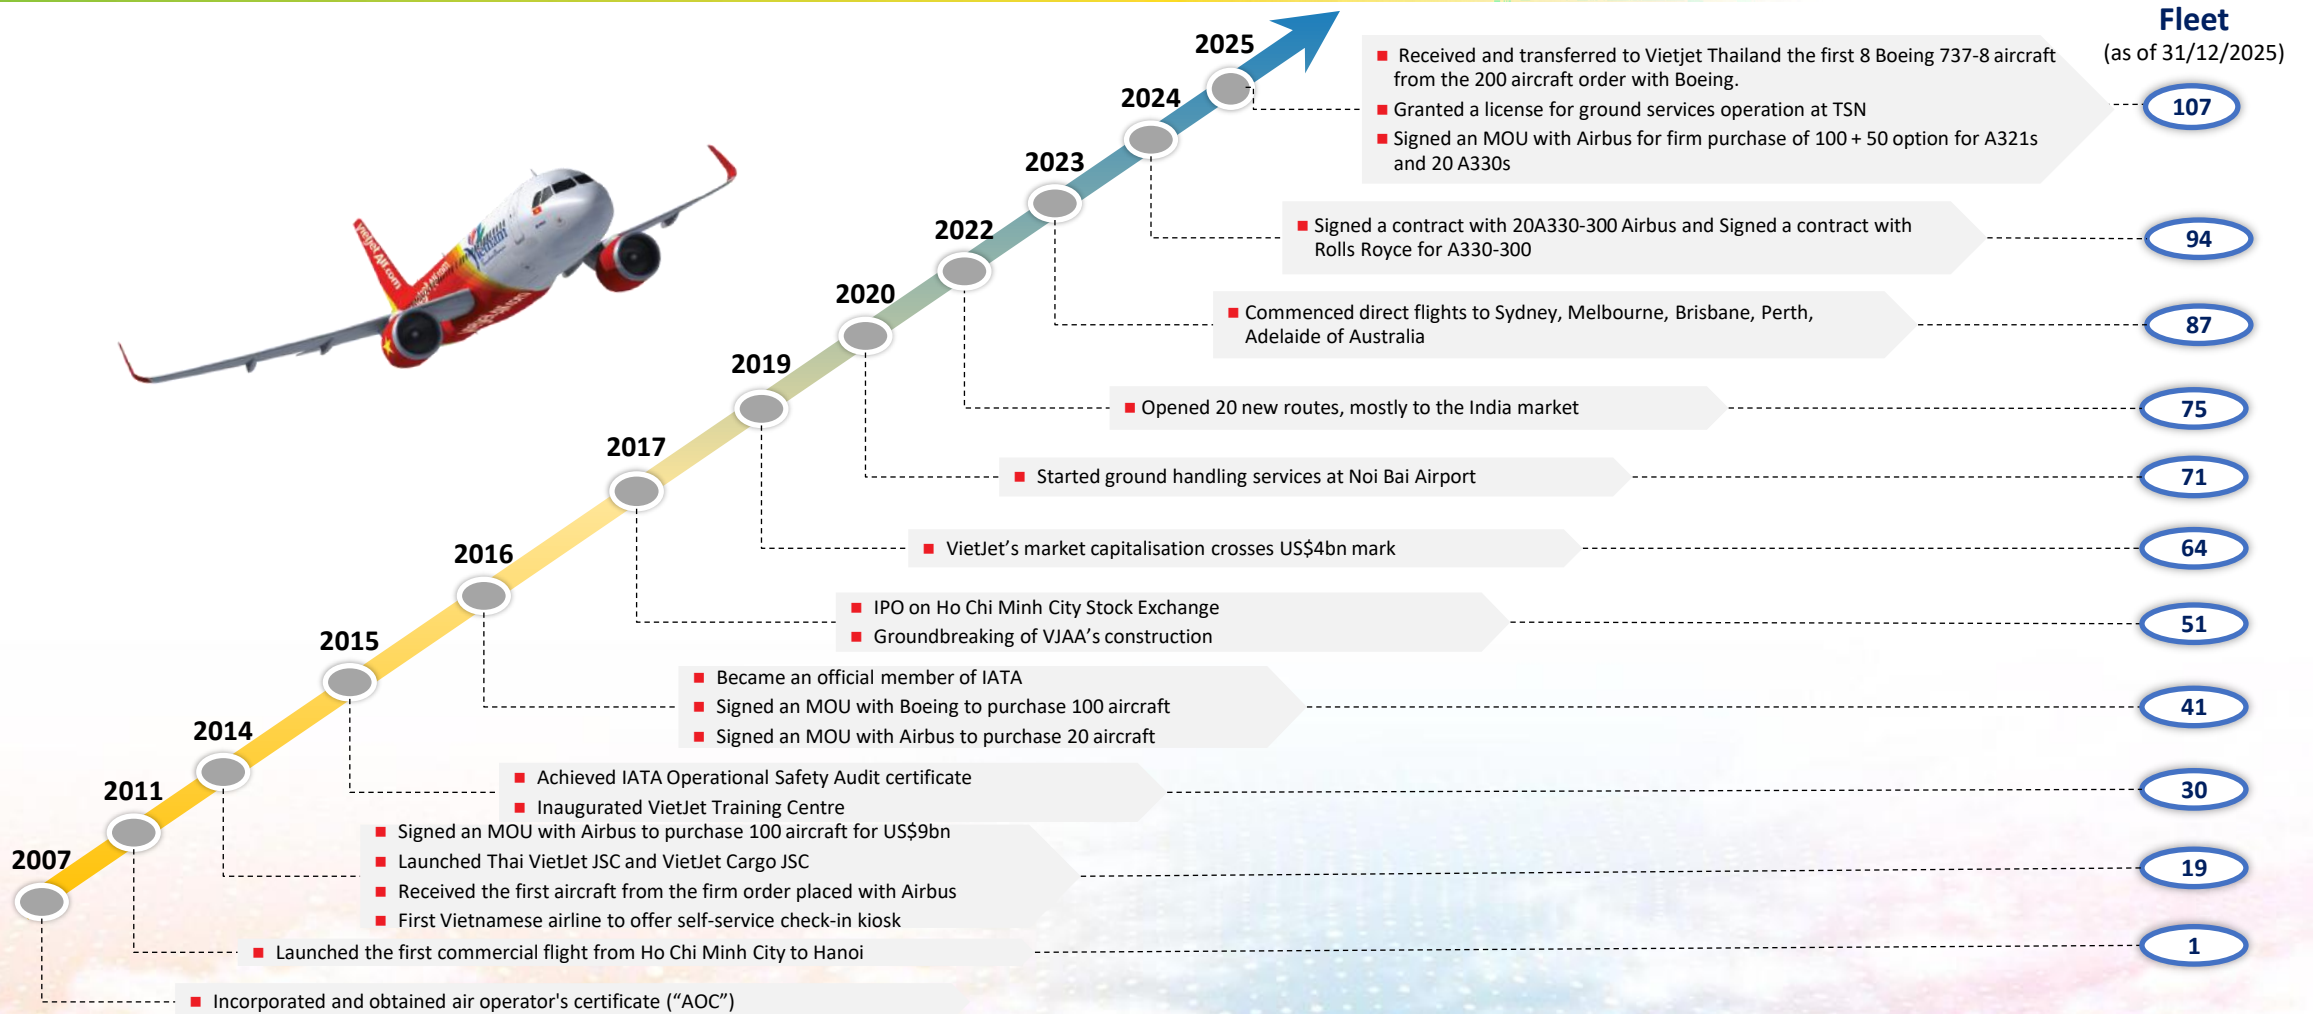 Fleet
(as of 31/12/2025)
2025
Received and transferred to Vietjet Thailand the first 8 Boeing 737-8 aircraft
from the 200 aircraft order with Boeing.
Granted a license for ground services operation at TSN
Signed an MOU with Airbus for firm purchase of 100 + 50 option for A321s
and 20 A330s
107
2024
Signed a contract with 20A330-300 Airbus and Signed a contract with
Rolls Royce for A330-300
94
2023
Commenced direct flights to Sydney, Melbourne, Brisbane, Perth,
Adelaide of Australia
87
2022
Opened 20 new routes, mostly to the India market
75
2020
Started ground handling services at Noi Bai Airport
71
2019
VietJet’s market capitalisation crosses US$4bn mark
64
2017
IPO on Ho Chi Minh City Stock Exchange
Groundbreaking of VJAA’s construction
51
2016
Became an official member of IATA
Signed an MOU with Boeing to purchase 100 aircraft
Signed an MOU with Airbus to purchase 20 aircraft
41
2015
Achieved IATA Operational Safety Audit certificate
Inaugurated VietJet Training Centre
30
2014
Signed an MOU with Airbus to purchase 100 aircraft for US$9bn
Launched Thai VietJet JSC and VietJet Cargo JSC
Received the first aircraft from the firm order placed with Airbus
First Vietnamese airline to offer self-service check-in kiosk
19
2011
Launched the first commercial flight from Ho Chi Minh City to Hanoi
1
2007
Incorporated and obtained air operator's certificate (“AOC”)
vietjet Air.com
Vietnam
vietjetair.com